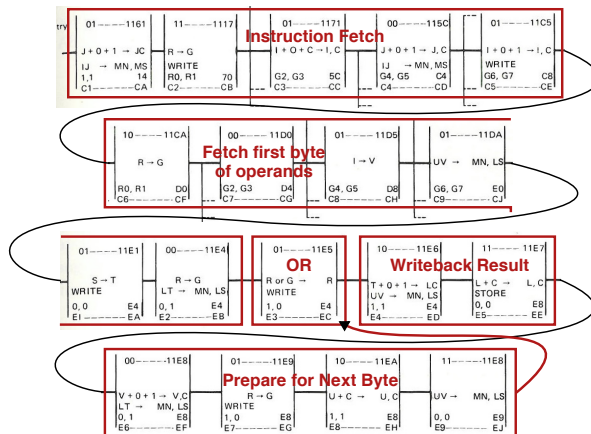 try
01 1161
J + 0 + 1 → JC
IJ → MN, MS
1, 1 14
C1 CA
11 1117
R → G
WRITE
R0, R1 70
C2 CB
Instruction Fetch
01 1171
I + 0 + C → I, C
G2, G3 5C
C3 CC
00 115C
J + 0 + 1 → J, C
IJ → MN, MS
G4, G5 C4
C4 CD
01 11C5
I + 0 + 1 → I, C
WRITE
G6, G7 C8
C5 CE
10 11CA
R → G
R0, R1 D0
C6 CF
Fetch first byte
of operands
00 11D0
G2, G3 D4
C7 CG
01 11D5
I → V
G4, G5 D8
C8 CH
01 11DA
UV → MN, LS
G6, G7 E0
C9 CJ
01 11E1
S → T
WRITE
0, 0 E4
EI EA
00 11E4
R → G
LT → MN, LS
0, 1 E4
E2 EB
01 11E5
OR
R or G → R
WRITE
1, 0 E4
E3 EC
Writeback Result
10 11E6
T + 0 + 1 → LC
UV → MN, LS
1, 1 E4
E4 E0
11 11E7
L + C → L, C
STORE
0, 0 E8
E5 EE
00 11E8
V + 0 + 1 → V,C
LT → MN, LS
0, 1 E8
E6 EF
Prepare for Next Byte
01 11E9
R → G
WRITE
1, 0 E8
E7 EG
10 11EA
U + C → U, C
1, 1 E8
E8 EH
11 11E8
UV → MN, LS
0, 0 E9
E9 EJ